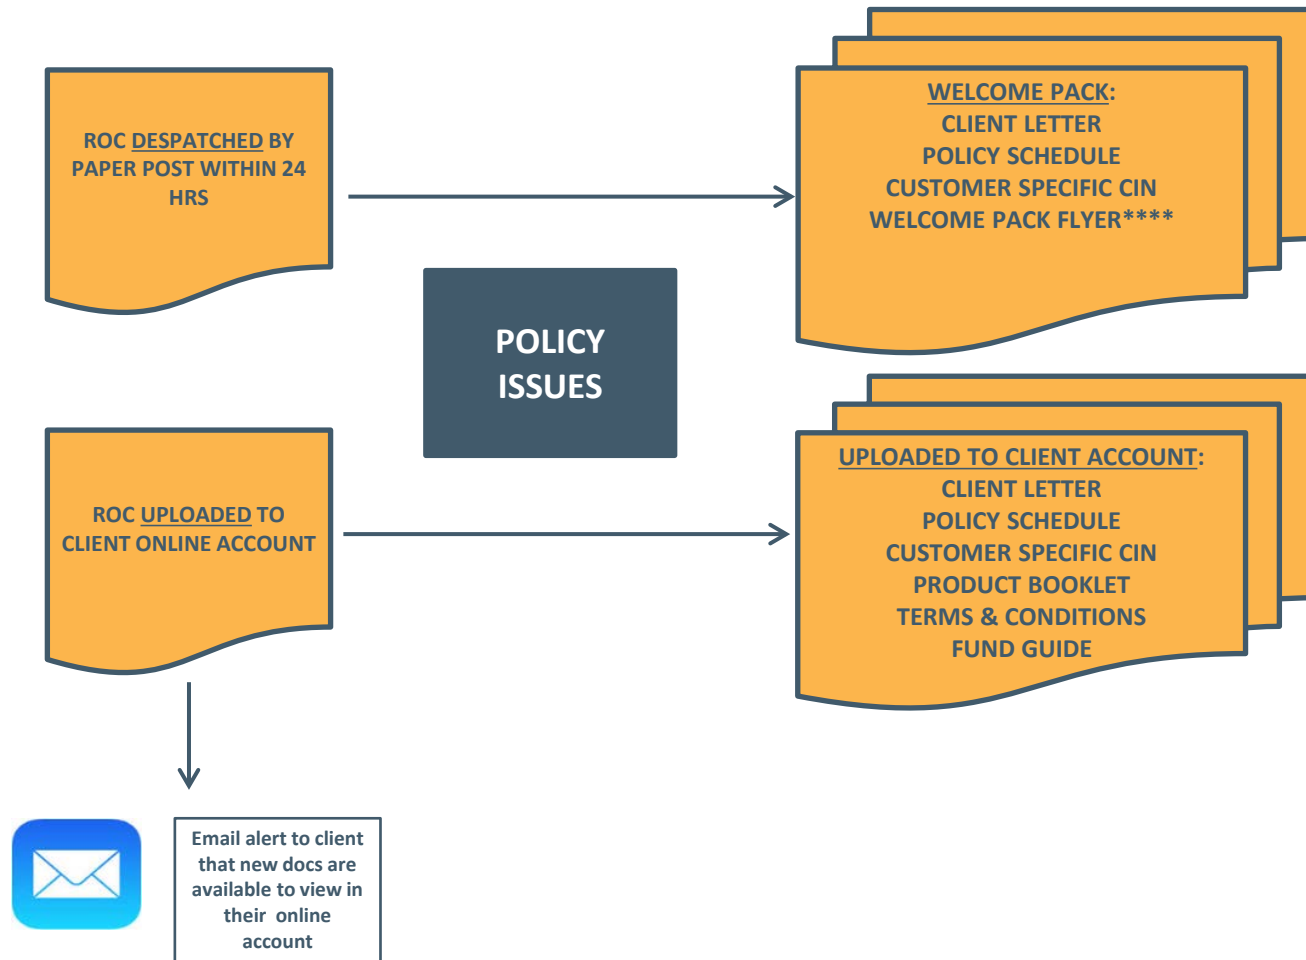 ROC DESPATCHED BY
PAPER POST WITHIN 24
HRS
WELCOME PACK:
CLIENT LETTER
POLICY SCHEDULE
CUSTOMER SPECIFIC CIN
WELCOME PACK FLYER****
POLICY
ISSUES
ROC UPLOADED TO
CLIENT ONLINE ACCOUNT
UPLOADED TO CLIENT ACCOUNT:
CLIENT LETTER
POLICY SCHEDULE
CUSTOMER SPECIFIC CIN
PRODUCT BOOKLET
TERMS & CONDITIONS
FUND GUIDE
Email alert to client
that new docs are
available to view in
their online
account